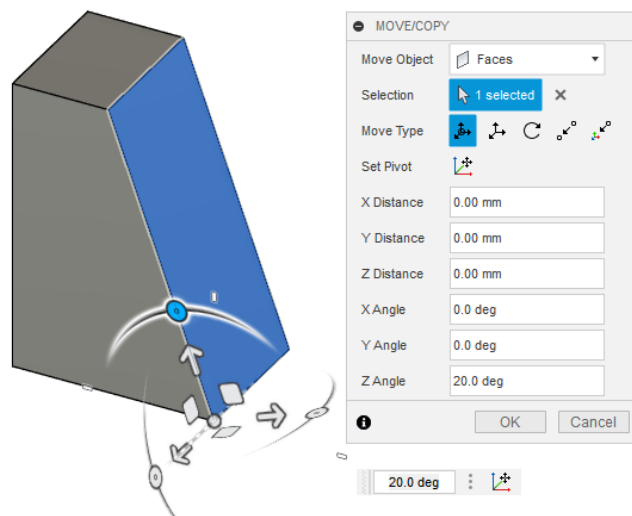 MOVE/COPY
Move Object Faces
Selection 1 selected
Move Type
Set Pivot
X Distance 0.00 mm
Y Distance 0.00 mm
Z Distance 0.00 mm
X Angle 0.0 deg
Y Angle 0.0 deg
Z Angle 20.0 deg
OK Cancel
20.0 deg